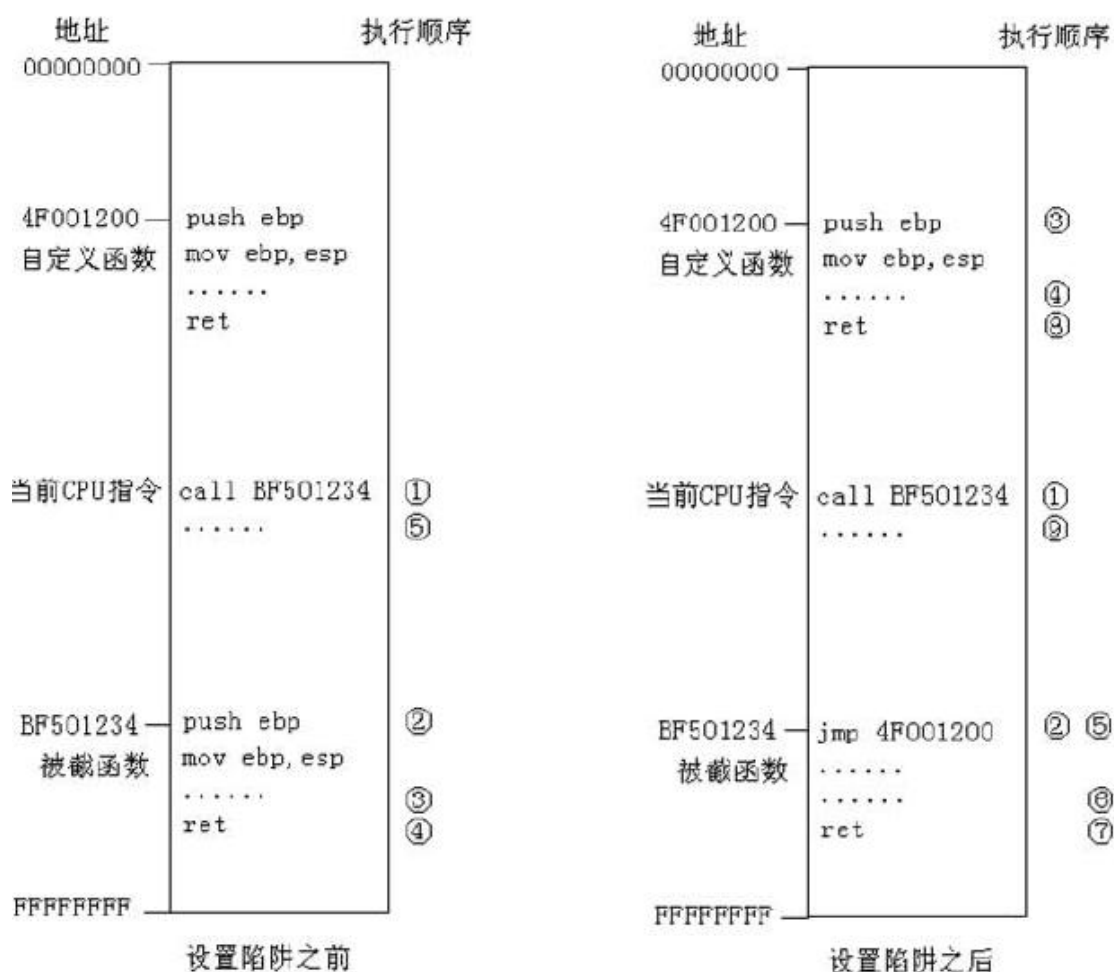 地址 执行顺序
00000000
4F001200 push ebp
自定义函数 mov ebp,esp
......
ret
当前CPU指令 call BF501234 ①
...... ⑤
BF501234 push ebp ②
被截函数 mov ebp,esp
...... ③
ret ④
FFFFFFFF
设置陷阱之前
地址 执行顺序
00000000
4F001200 push ebp ③
自定义函数 mov ebp,esp
...... ④
ret ⑧
当前CPU指令 call BF501234 ①
...... ⑨
BF501234 jmp 4F001200 ② ⑤
被截函数 ......
...... ⑥
ret ⑦
FFFFFFFF
设置陷阱之后